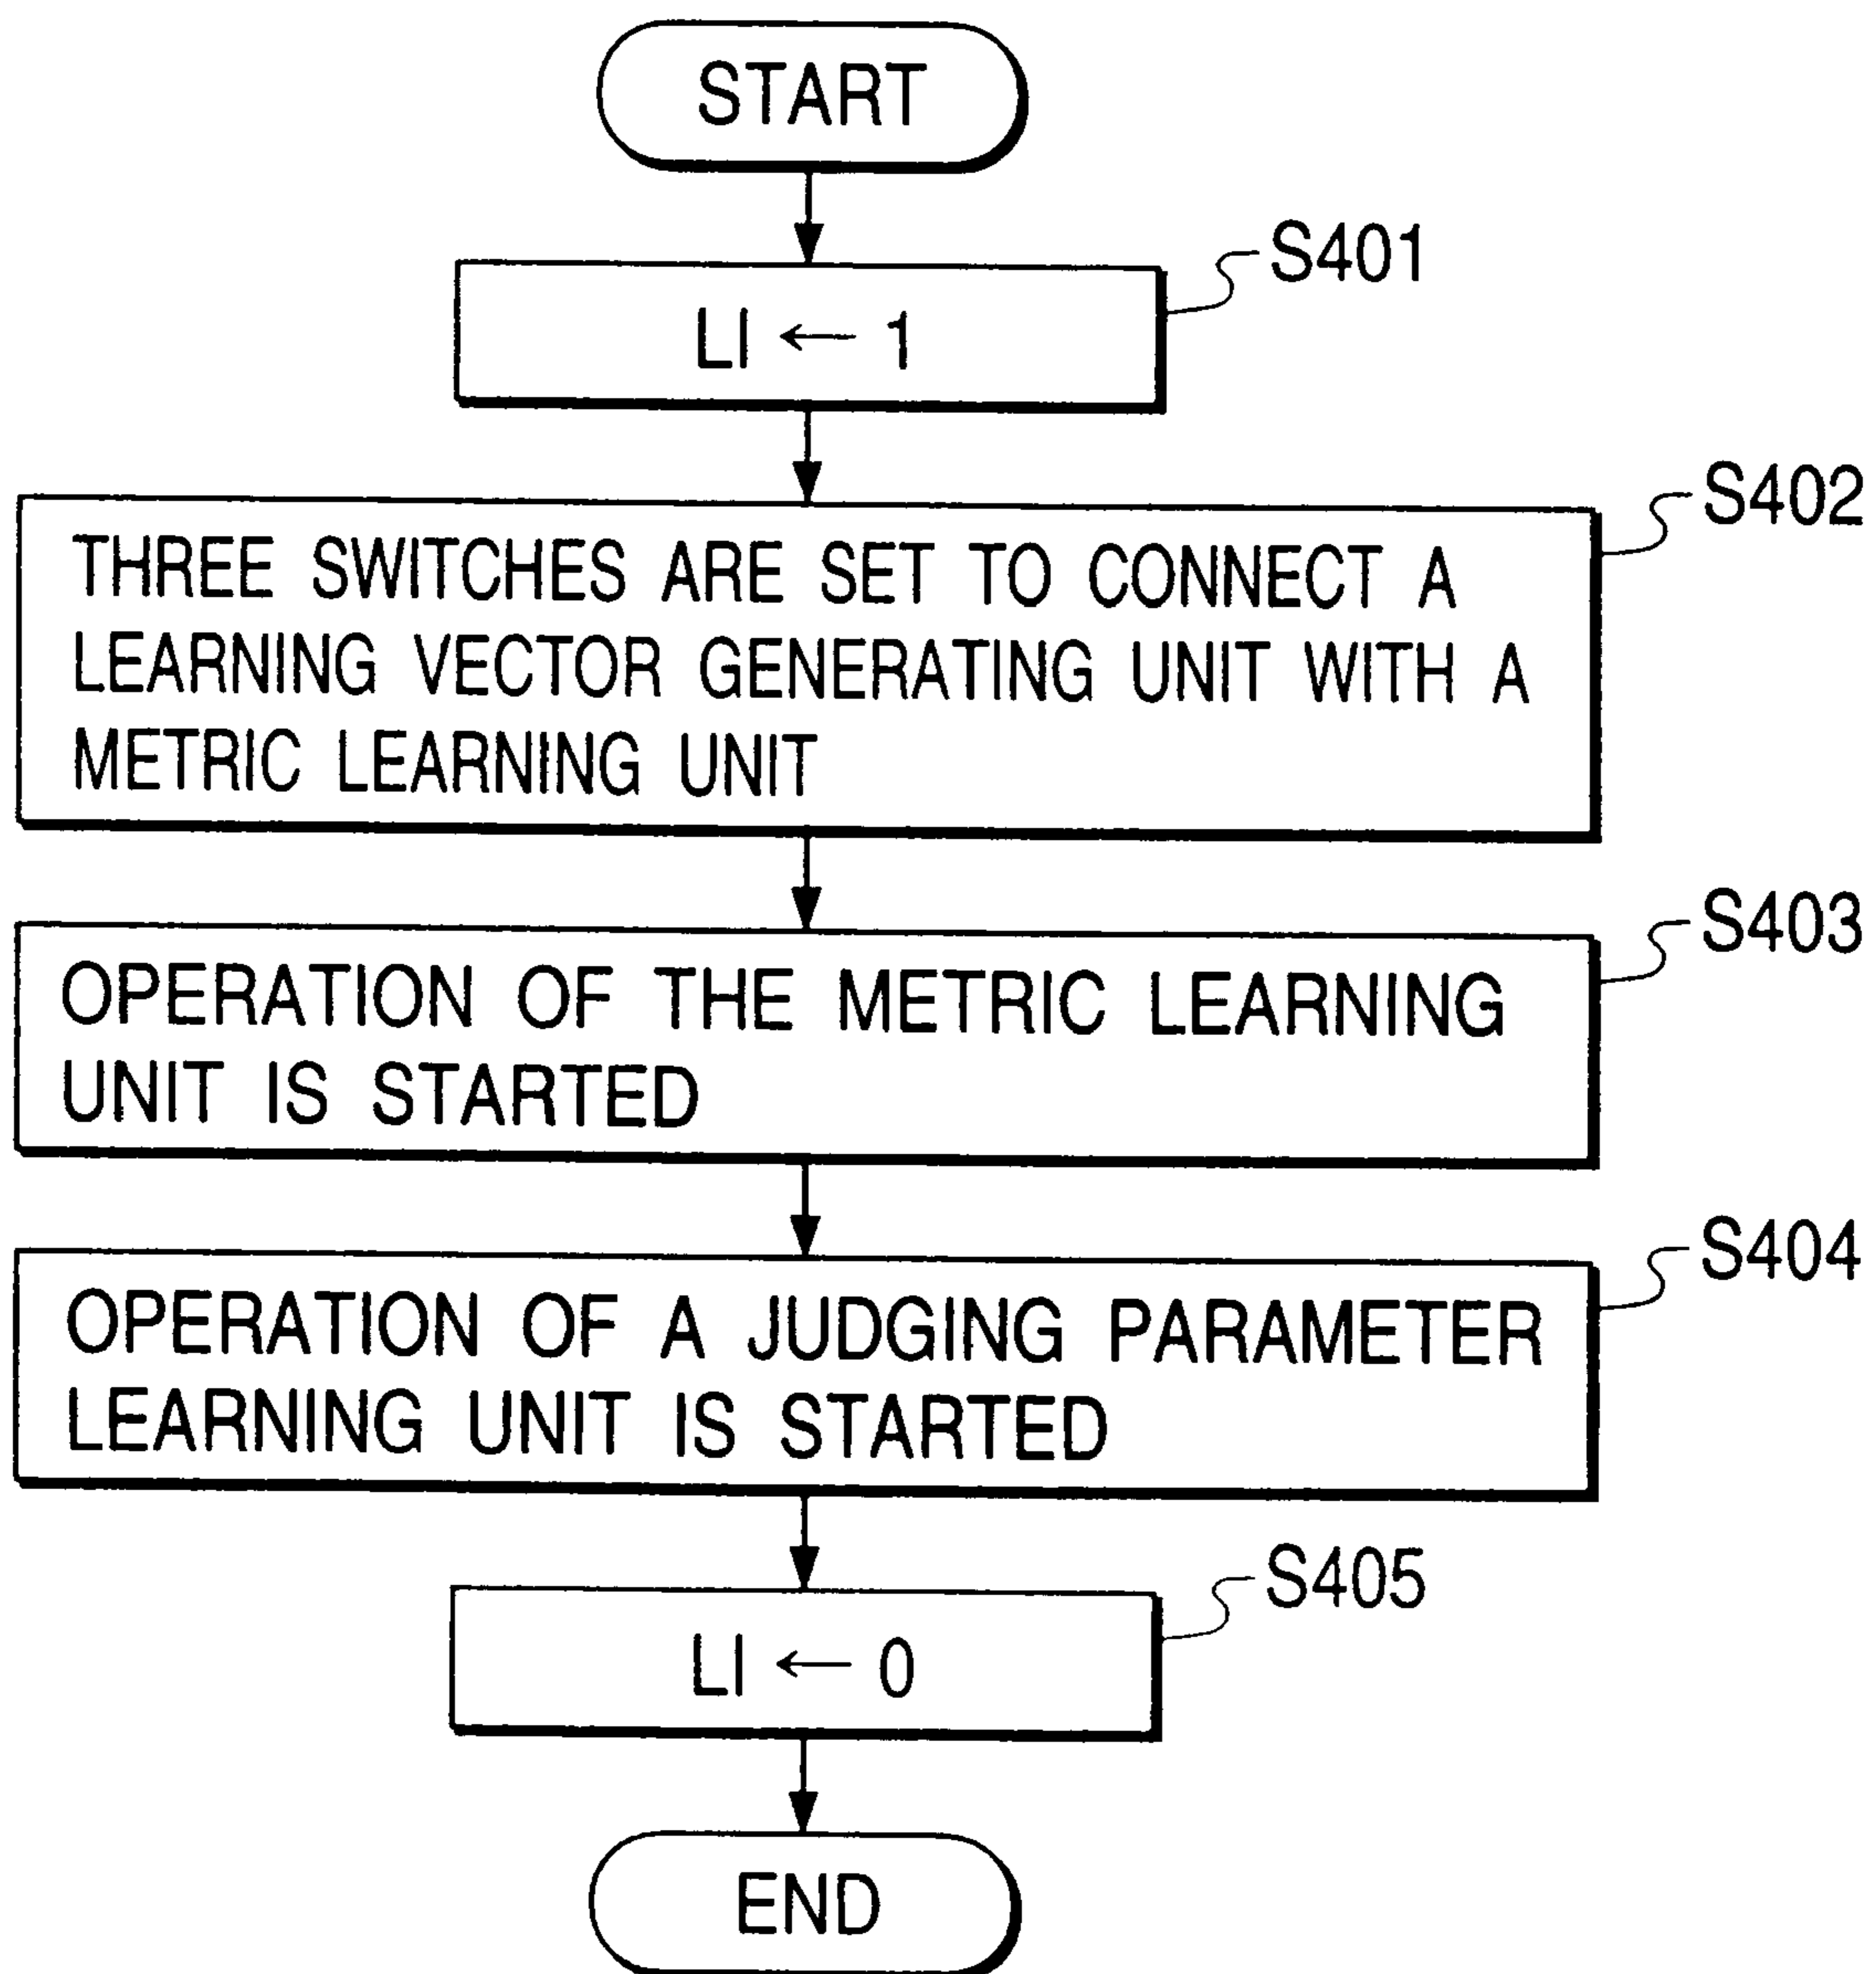 START
S401
LI ← 1
S402
THREE SWITCHES ARE SET TO CONNECT A
LEARNING VECTOR GENERATING UNIT WITH A
METRIC LEARNING UNIT
S403
OPERATION OF THE METRIC LEARNING
UNIT IS STARTED
S404
OPERATION OF A JUDGING PARAMETER
LEARNING UNIT IS STARTED
S405
LI ← 0
END